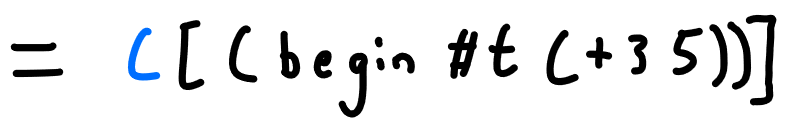 = C[(begin #t (+ 3 5))]